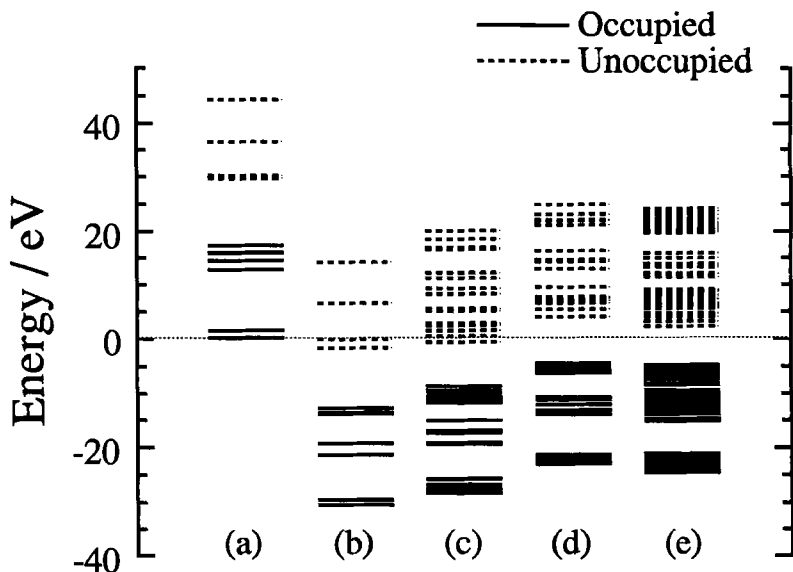 Occupied
Unoccupied
40
20
0
-20
-40
Energy / eV
(a) (b) (c) (d) (e)